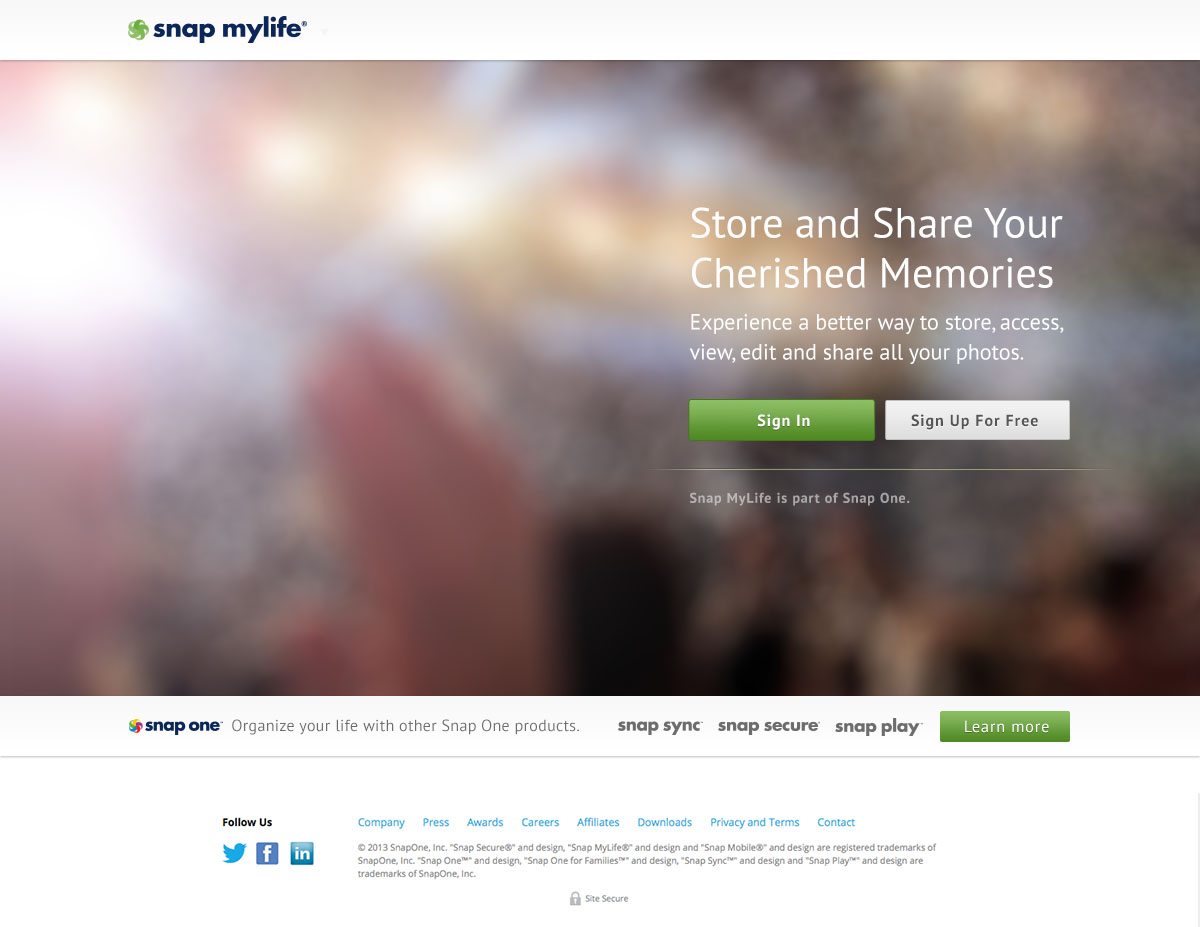 snap mylife®
Store and Share Your
Cherished Memories
Experience a better way to store, access,
view, edit and share all your photos.
Sign In
Sign Up For Free
Snap MyLife is part of Snap One.
snap one™ Organize your life with other Snap One products. snap sync™ snap secure® snap play™ Learn more
Follow Us
Company Press Awards Careers Affiliates Downloads Privacy and Terms Contact
© 2013 SnapOne, Inc. "Snap Secure®" and design, "Snap MyLife®" and design and "Snap Mobile®" and design are registered trademarks of
SnapOne, Inc. "Snap One™" and design, "Snap One for Families™" and design, "Snap Sync™" and design and "Snap Play™" and design are
trademarks of SnapOne, Inc.
Site Secure